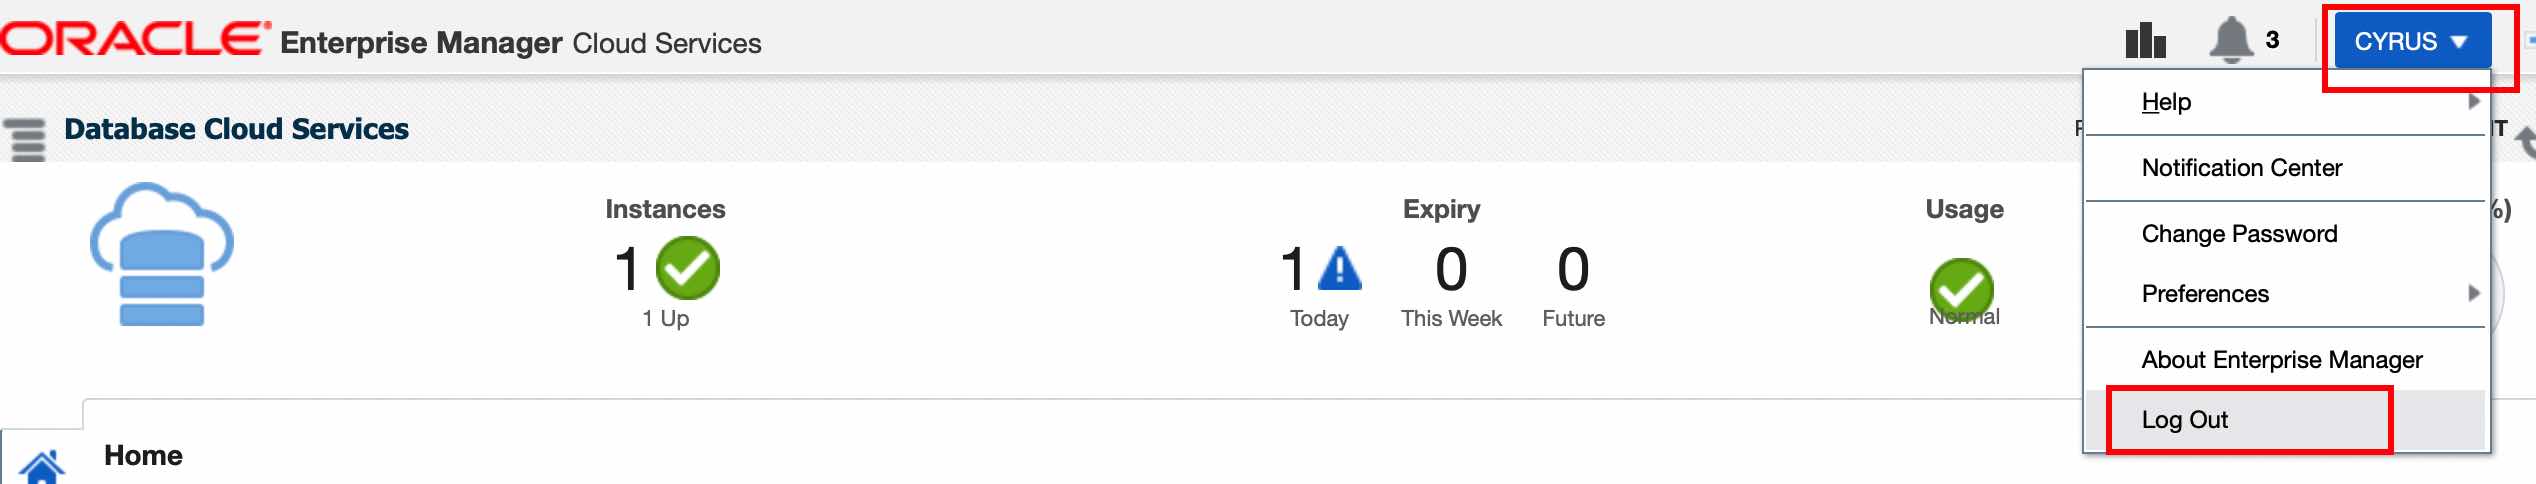 ORACLE Enterprise Manager Cloud Services
3
CYRUS
Help
Notification Center
Change Password
Preferences
About Enterprise Manager
Log Out
Database Cloud Services
Instances
1
1 Up
Expiry
1 0 0
Today This Week Future
Usage
Normal
%)
Home